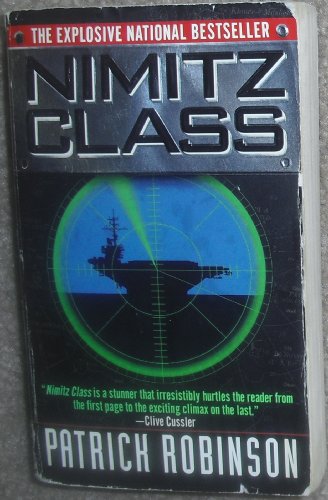 THE EXPLOSIVE NATIONAL BESTSELLER
NIMITZ
CLASS
"Nimitz Class is a stunner that irresistibly hurtles the reader from
the first page to the exciting climax on the last."
—Clive Cussler
PATRICK ROBINSON